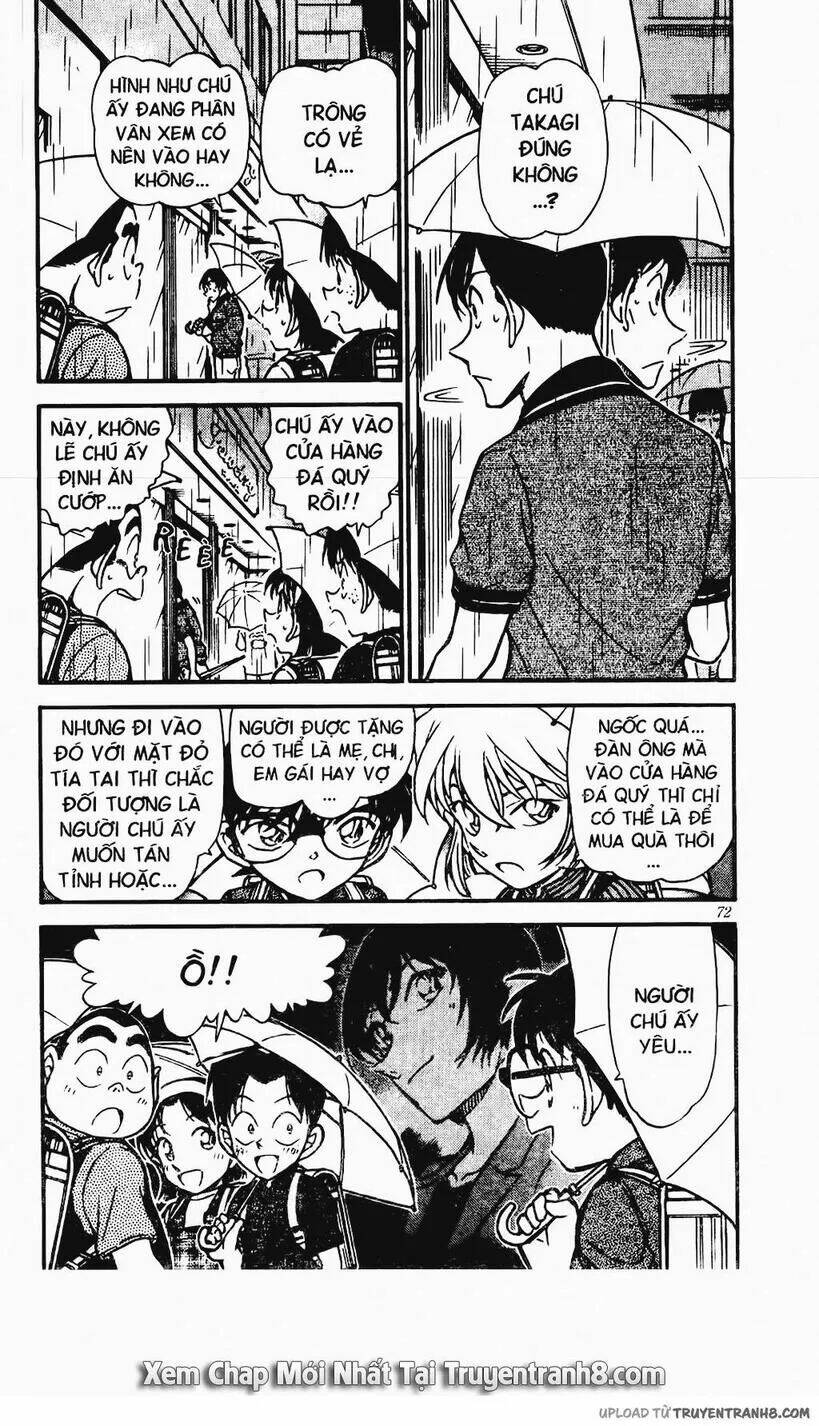 CHÚ
TAKAGI
ĐÚNG
KHÔNG
...?
TRÔNG
CÓ VẺ
LẠ...
HÌNH NHƯ CHÚ
ẤY ĐANG PHÂN
VÂN XEM CÓ
NÊN VÀO HAY
KHÔNG...
CHÚ ẤY VÀO
CỬA HÀNG
ĐÁ QUÝ
RỒI!!
NÀY, KHÔNG
LẼ CHÚ ẤY
ĐỊNH ĂN
CƯỚP...
RÈÈÈ
NGỐC QUÁ...
ĐÀN ÔNG MÀ
VÀO CỬA HÀNG
ĐÁ QUÝ THÌ CHỈ
CÓ THỂ LÀ ĐỂ
MUA QUÀ THÔI
...
NGƯỜI ĐƯỢC TẶNG
CÓ THỂ LÀ MẸ, CHỊ,
EM GÁI HAY VỢ
...
NHƯNG ĐI VÀO
ĐÓ VỚI MẶT ĐỎ
TÍA TAI THÌ CHẮC
ĐỐI TƯỢNG LÀ
NGƯỜI CHÚ ẤY
MUỐN TÁN
TỈNH HOẶC...
72
NGƯỜI
CHÚ ẤY
YÊU...
Ồ!!
Xem Chap Mới Nhất Tại Truyentranh8.com
UPLOAD TỪ TRUYENTRANH8.COM